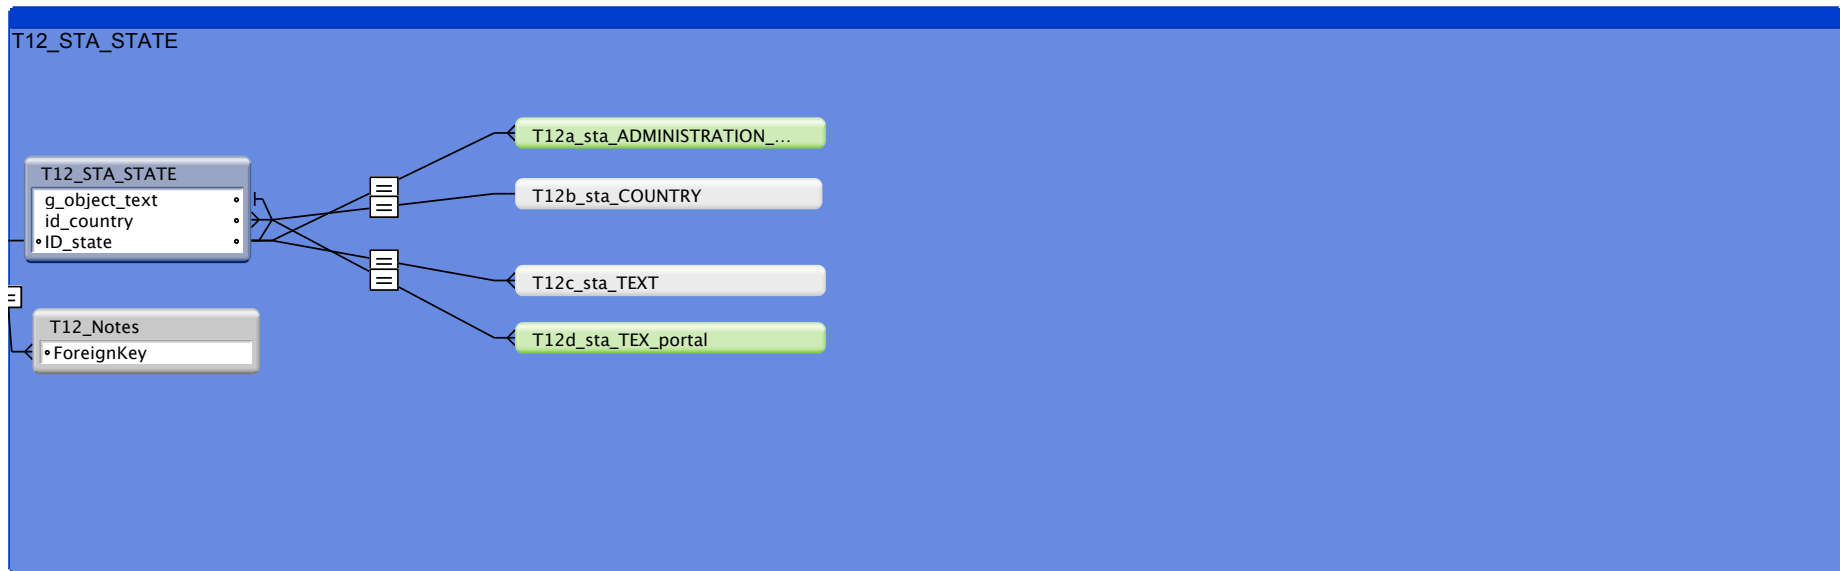 T12_STA_STATE
T12a_sta_ADMINISTRATION_...
T12_STA_STATE
g_object_text
id_country
ID_state
T12b_sta_COUNTRY
T12c_sta_TEXT
T12_Notes
ForeignKey
T12d_sta_TEX_portal